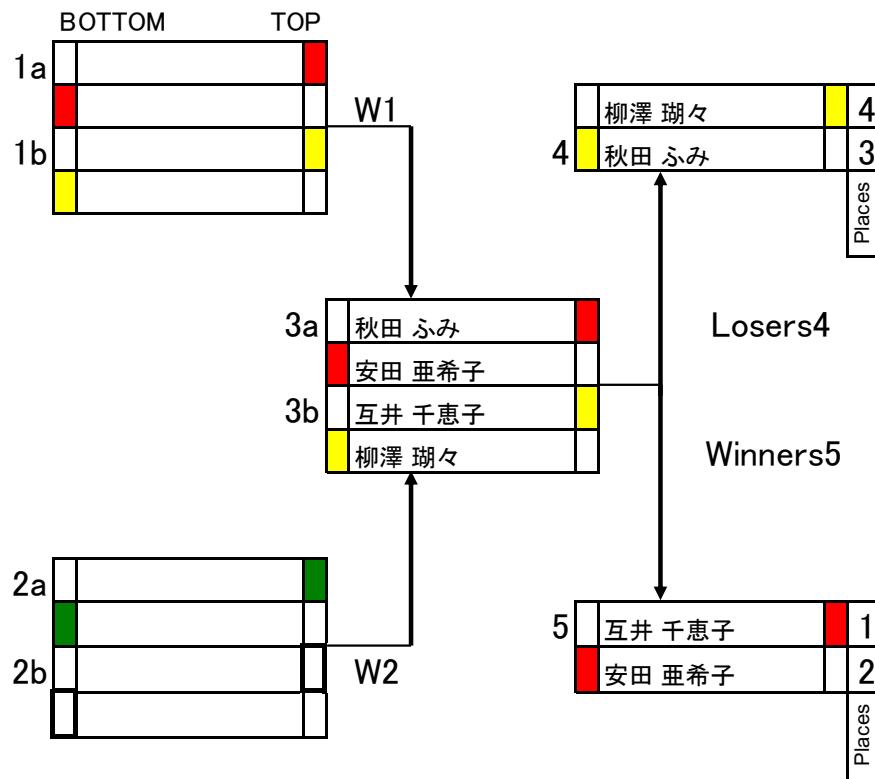 BOTTOM TOP
1a
W1
1b
柳澤 瑚々 4
4 秋田 ふみ 3
Places
3a 秋田 ふみ
安田 亜希子
3b 互井 千恵子
柳澤 瑚々
Losers4
Winners5
2a
2b
W2
5 互井 千恵子 1
安田 亜希子 2
Places